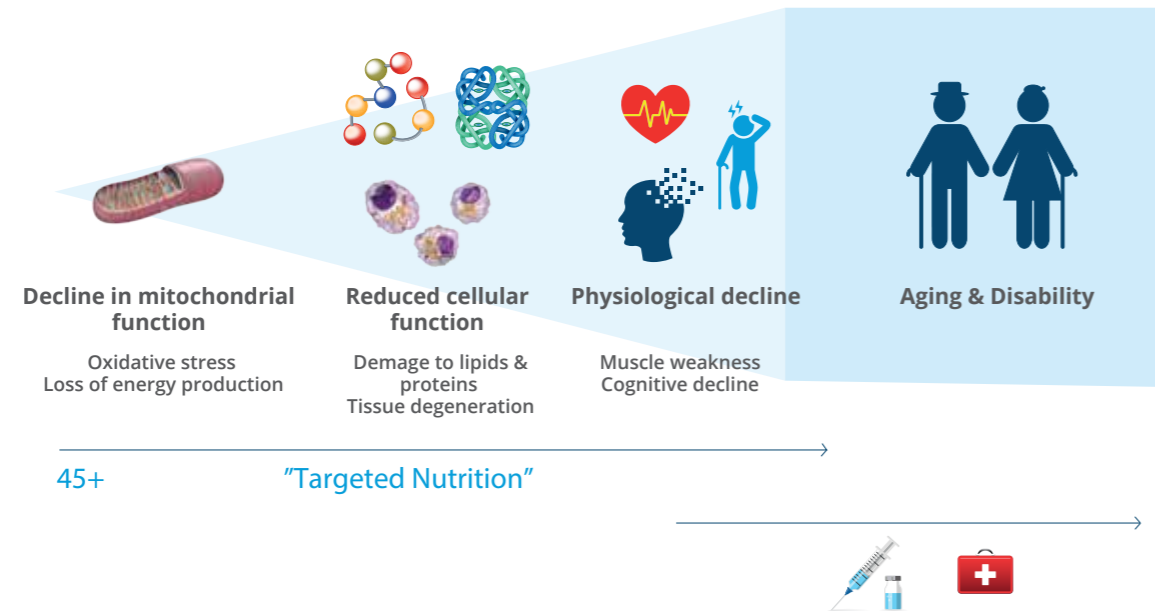 Decline in mitochondrial
function
Oxidative stress
Loss of energy production
Reduced cellular
function
Damage to lipids &
proteins
Tissue degeneration
Physiological decline
Muscle weakness
Cognitive decline
Aging & Disability
45+
”Targeted Nutrition”